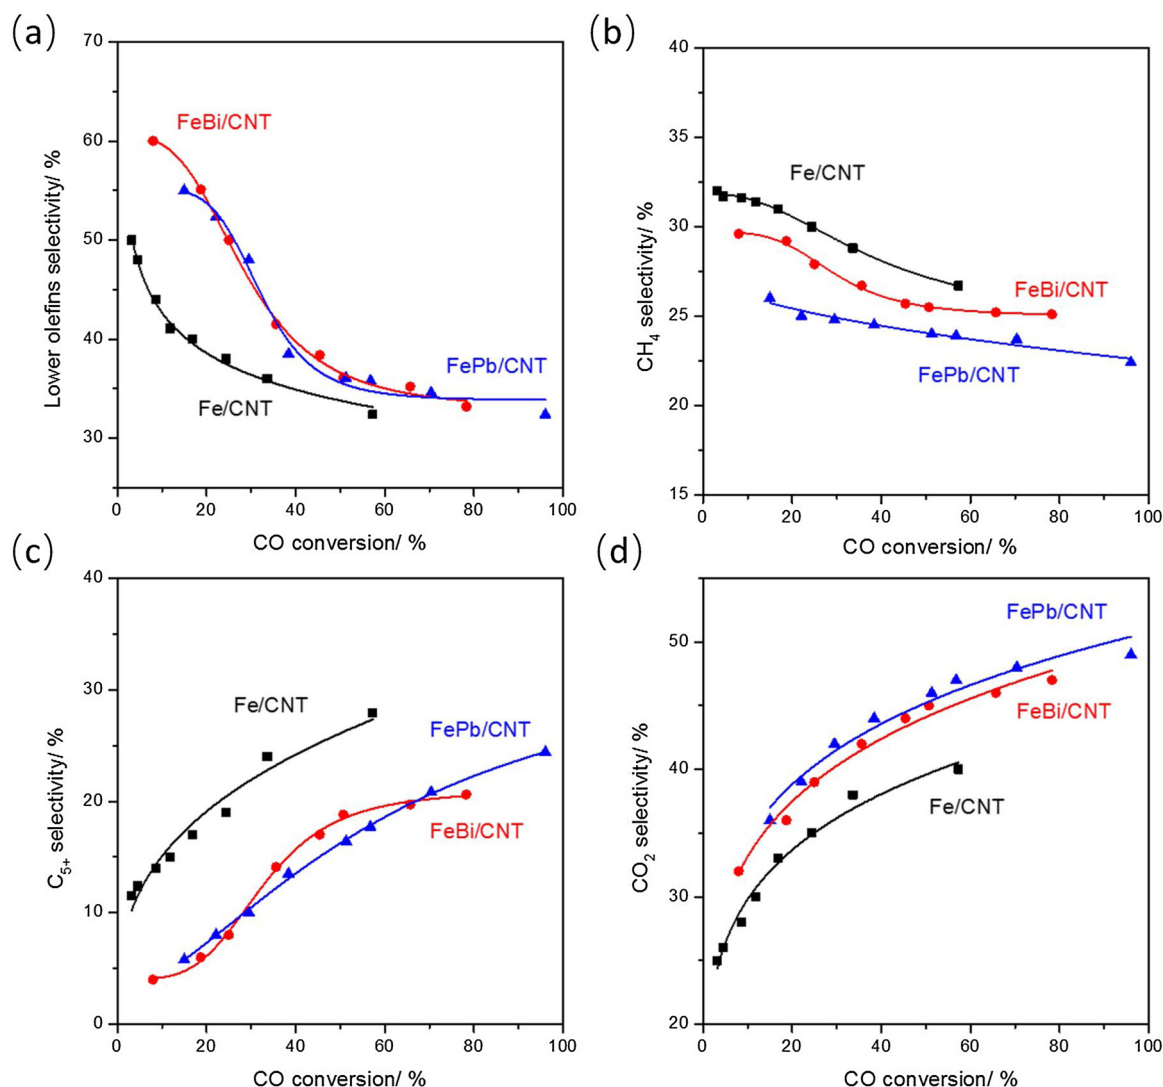 (a)
70
60
50
40
30
0
20
40
60
80
100
Lower olefins selectivity/ %
CO conversion/ %
FeBi/CNT
FePb/CNT
Fe/CNT
(b)
40
35
30
25
20
15
0
20
40
60
80
100
CH₄ selectivity/ %
CO conversion/ %
Fe/CNT
FeBi/CNT
FePb/CNT
(c)
40
30
20
10
0
0
20
40
60
80
100
C₅₊ selectivity/ %
CO conversion/ %
Fe/CNT
FePb/CNT
FeBi/CNT
(d)
50
40
30
20
0
20
40
60
80
100
CO₂ selectivity/ %
CO conversion/ %
FePb/CNT
FeBi/CNT
Fe/CNT